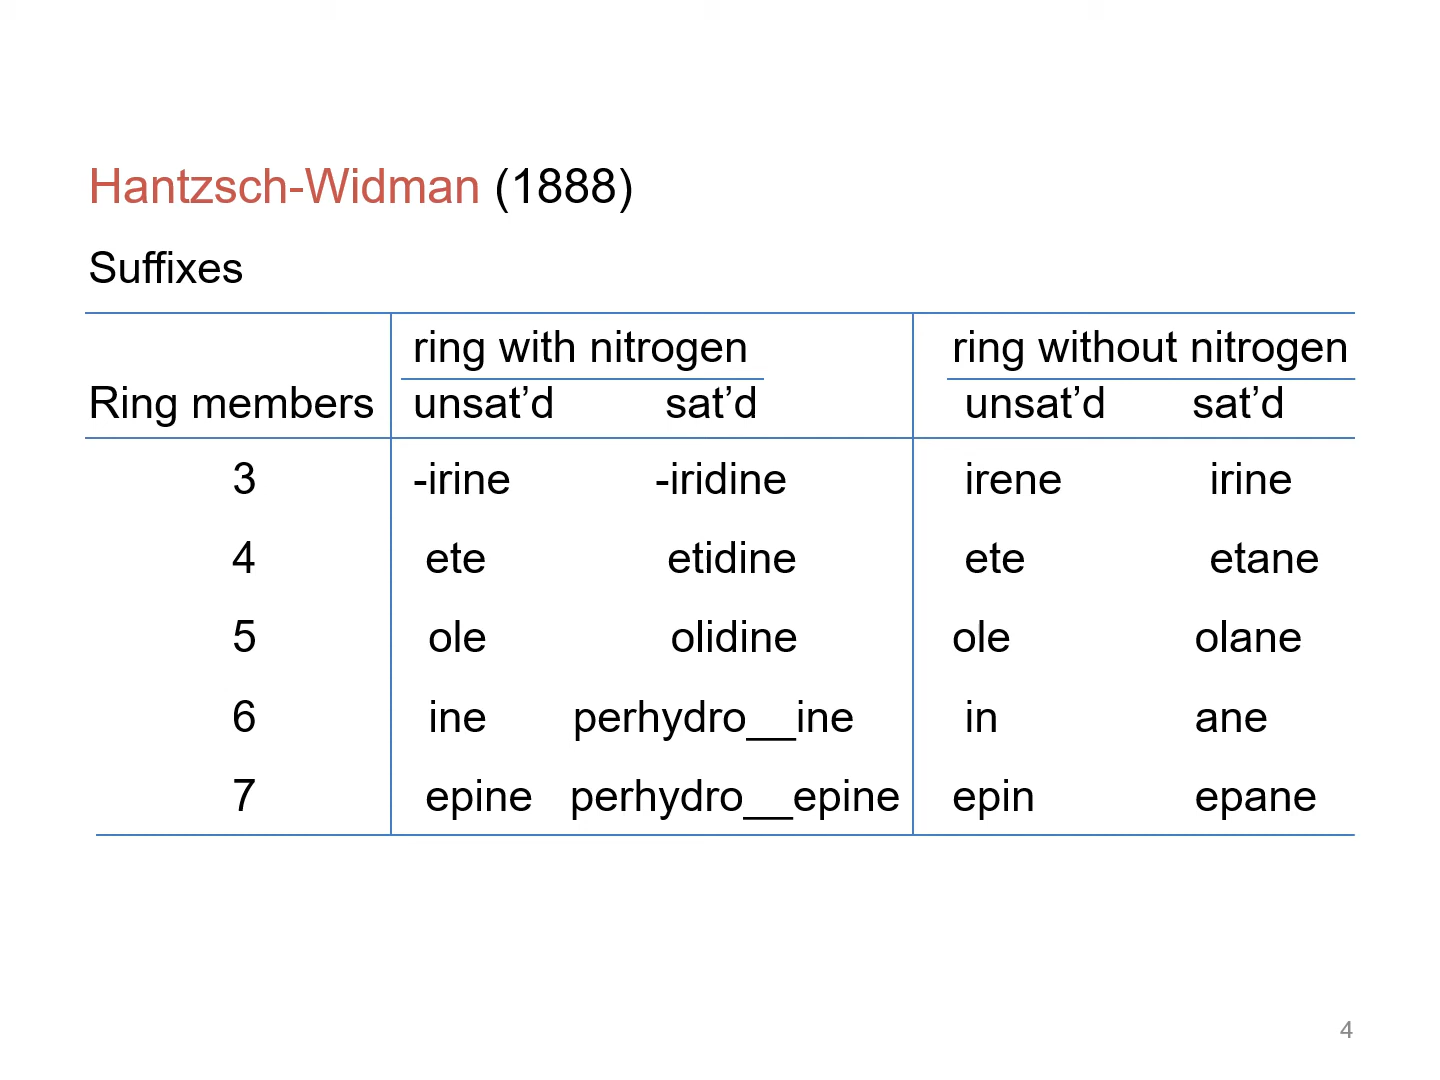 Hantzsch-Widman (1888)
Suffixes
ring with nitrogen ring without nitrogen
Ring members unsat’d sat’d unsat’d sat’d
3 -irine -iridine irene irine
4 ete etidine ete etane
5 ole olidine ole olane
6 ine perhydro__ine in ane
7 epine perhydro__epine epin epane
4